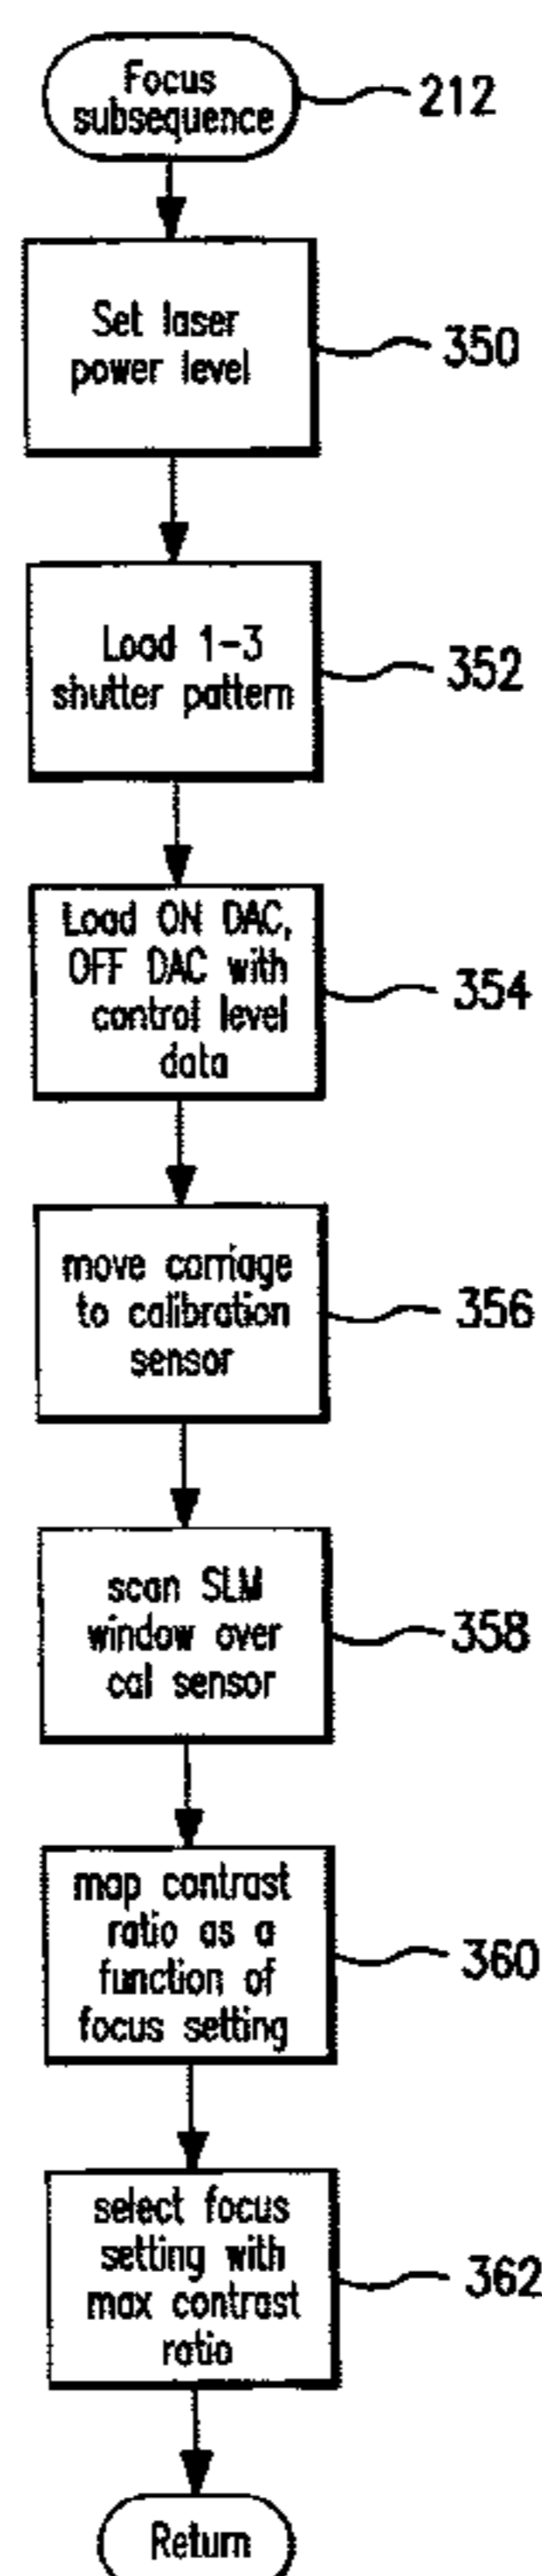 Focus
subsequence
212
Set laser
power level
350
Load 1-3
shutter pattern
352
Load ON DAC,
OFF DAC with
control level
data
354
move carriage
to calibration
sensor
356
scan SLM
window over
cal sensor
358
map contrast
ratio as a
function of
focus setting
360
select focus
setting with
max contrast
ratio
362
Return